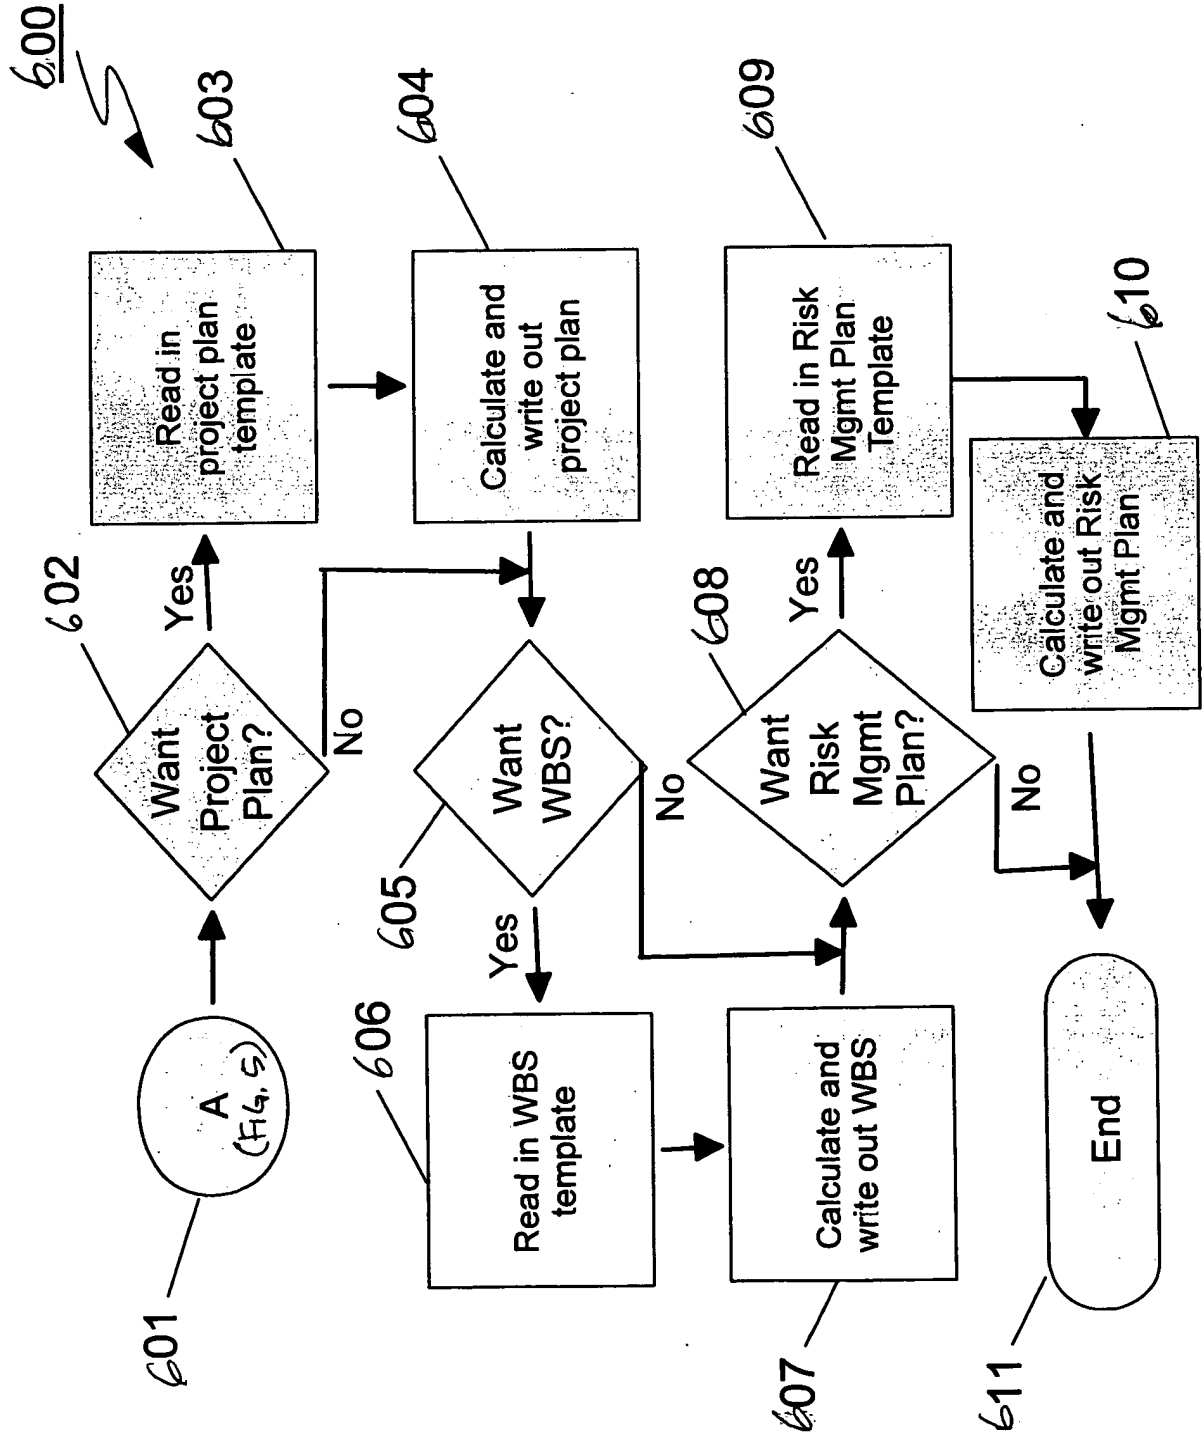 600
601
A
(FIG. 5)
602
Want
Project
Plan?
Yes
No
603
Read in
project plan
template
604
Calculate and
write out
project plan
605
Want
WBS?
Yes
No
606
Read in WBS
template
607
Calculate and
write out WBS
608
Want
Risk
Mgmt
Plan?
Yes
No
609
Read in Risk
Mgmt Plan
Template
610
Calculate and
write out Risk
Mgmt Plan
611
End